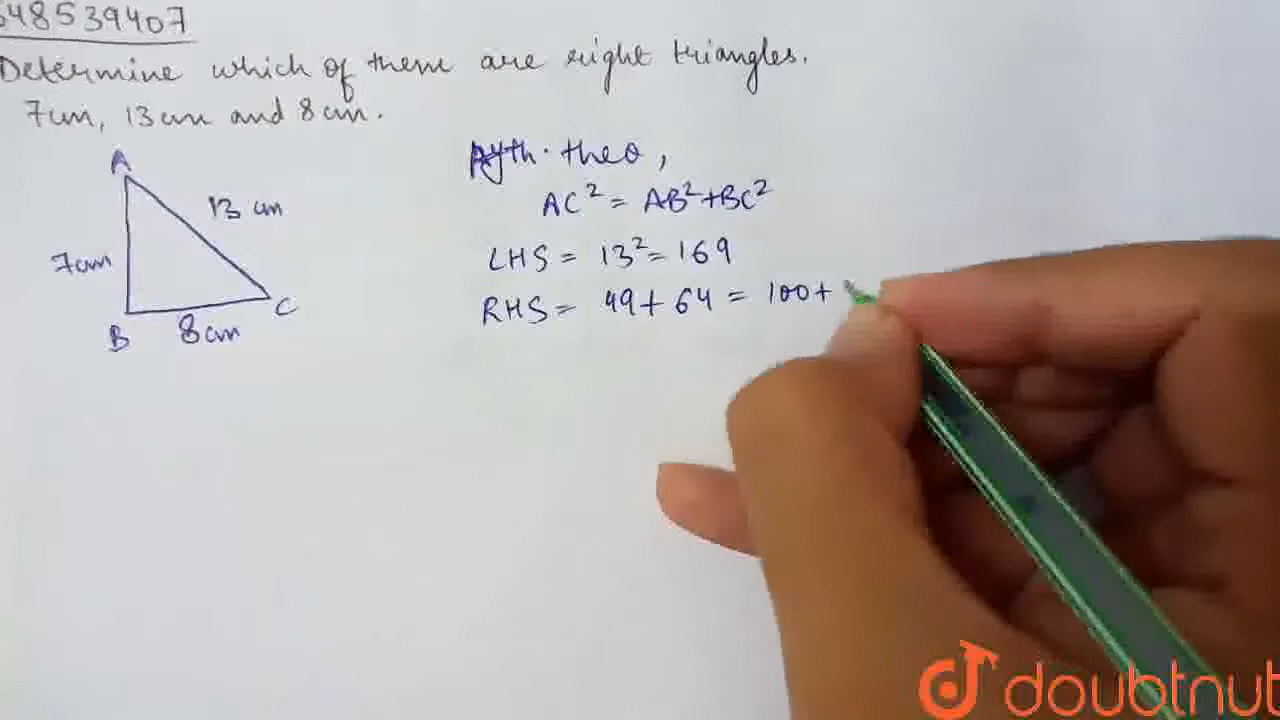 648539407
Determine which of them are right triangles.
7cm, 13cm and 8cm.
A
13 cm
7cm
B
8cm
C
Pyth. theo,
AC² = AB²+BC²
LHS = 13² = 169
RHS = 49 + 64 = 100+
doubtnut